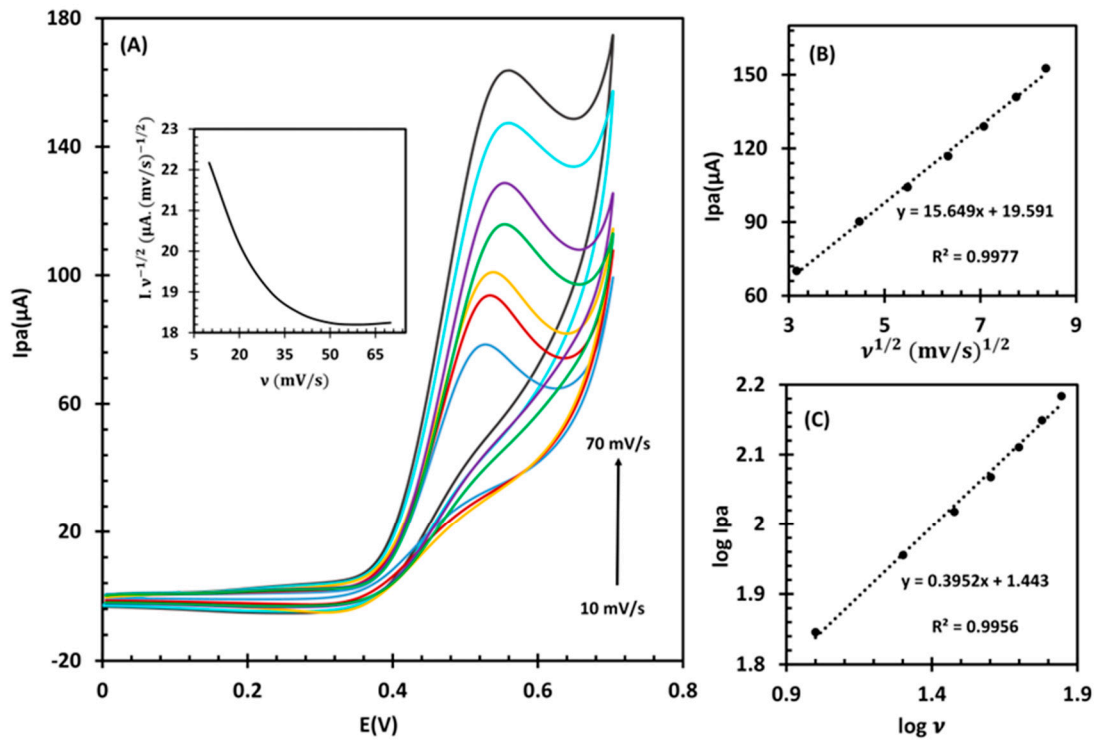 (A)
Ipa(µA)
180
140
100
60
20
-20
0
0.2
0.4
0.6
0.8
E(V)
I.ν⁻¹/² (µA. (mv/s)⁻¹/²)
23
22
21
20
19
18
5
20
35
50
65
ν (mV/s)
70 mV/s
10 mV/s
(B)
Ipa(µA)
150
120
90
60
3
5
7
9
y = 15.649x + 19.591
R² = 0.9977
ν¹/² (mv/s)¹/²
(C)
log Ipa
2.2
2.1
2
1.9
1.8
0.9
1.4
1.9
y = 0.3952x + 1.443
R² = 0.9956
log ν